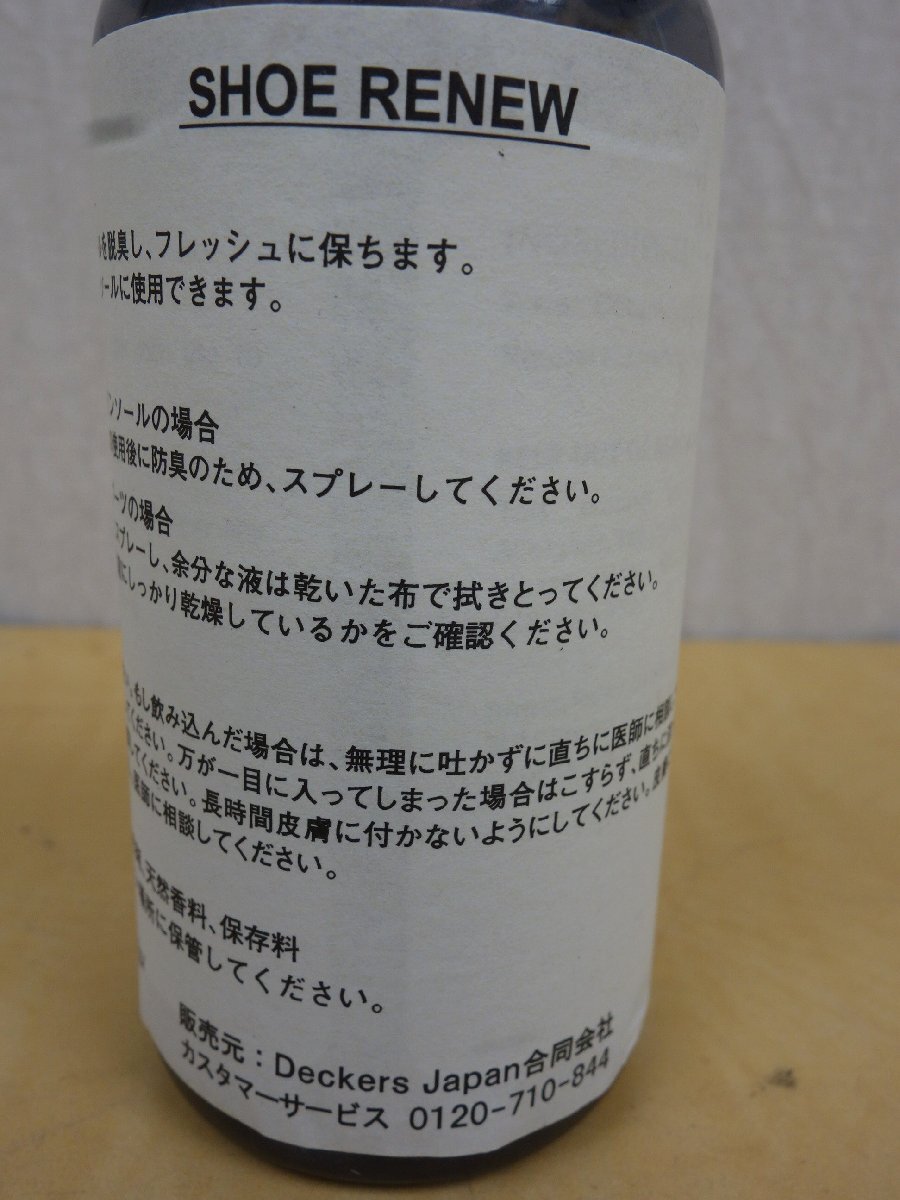 SHOE RENEW
を脱臭し、フレッシュに保ちます。
ールに使用できます。
ンソールの場合
使用後に防臭のため、スプレーしてください。
ーツの場合
スプレーし、余分な液は乾いた布で拭きとってください。
にしっかり乾燥しているかをご確認ください。
もし飲み込んだ場合は、無理に吐かずに直ちに医師に相談
ください。万が一目に入ってしまった場合はこすらず、直ちに
してください。長時間皮膚に付かないようにしてください。
医師に相談してください。
天然香料、保存料
場所に保管してください。
販売元：Deckers Japan合同会社
カスタマーサービス 0120-710-844